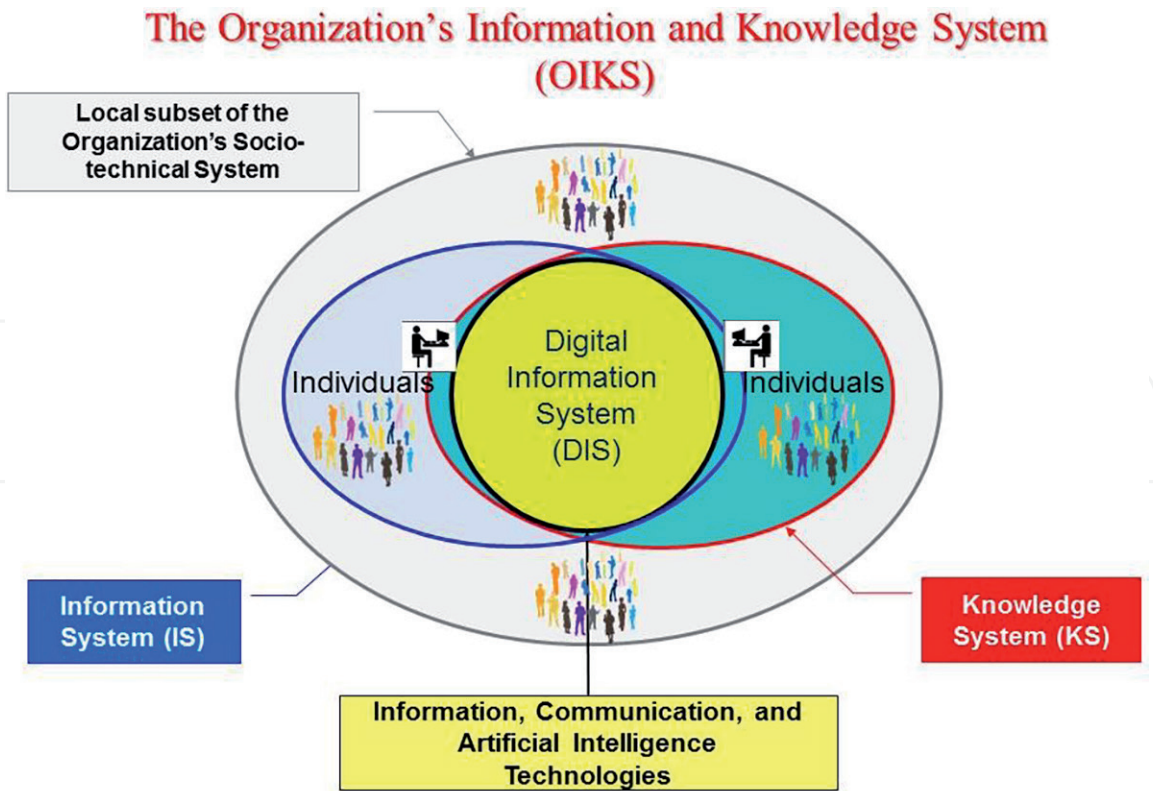 The Organization's Information and Knowledge System
(OIKS)
Local subset of the
Organization's Socio-
technical System
Digital
Information
System
(DIS)
Individuals
Individuals
Information
System (IS)
Knowledge
System (KS)
Information, Communication, and
Artificial Intelligence
Technologies